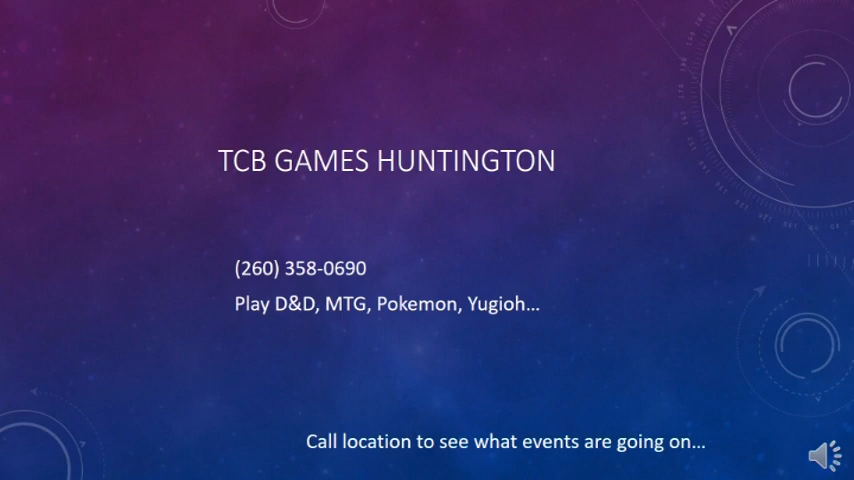 TCB GAMES HUNTINGTON
(260) 358-0690
Play D&D, MTG, Pokemon, Yugioh...
Call location to see what events are going on...